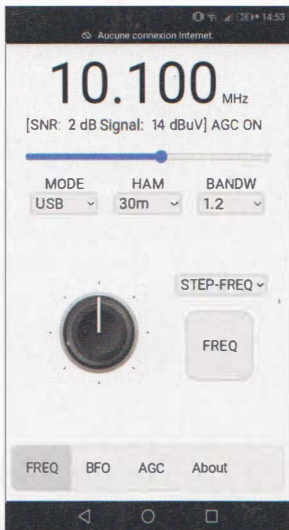 14:53
Aucune connexion Internet.
10.100 MHz
[SNR: 2 dB Signal: 14 dBuV] AGC ON
MODE HAM BANDW
USB 30m 1.2
STEP-FREQ
FREQ
FREQ BFO AGC About